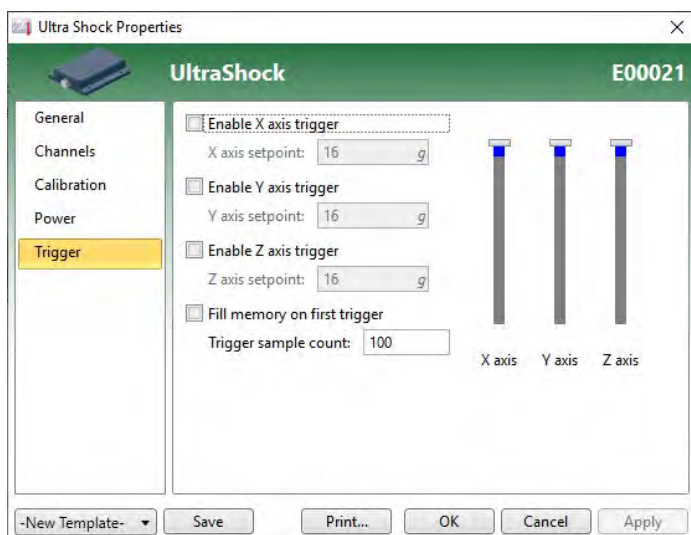 Ultra Shock Properties
UltraShock
E00021
General
Channels
Calibration
Power
Trigger
Enable X axis trigger
X axis setpoint: 16 g
Enable Y axis trigger
Y axis setpoint: 16 g
Enable Z axis trigger
Z axis setpoint: 16 g
Fill memory on first trigger
Trigger sample count: 100
X axis Y axis Z axis
-New Template- Save Print... OK Cancel Apply